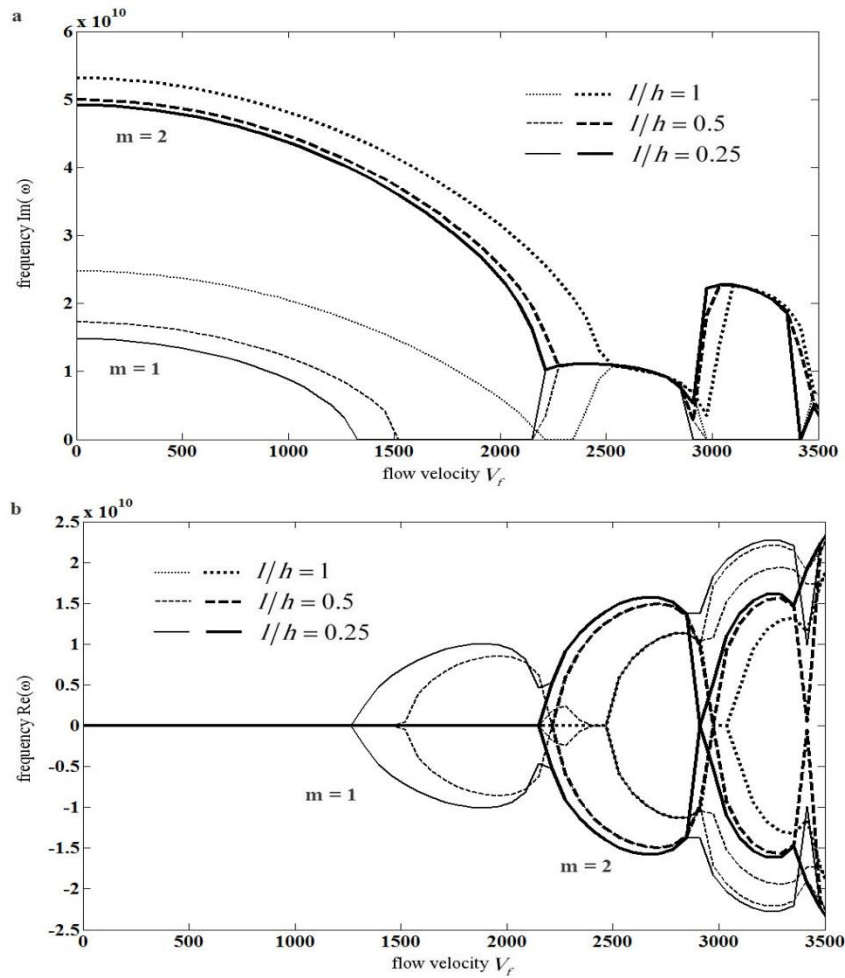 a
x 10^10
6
5
4
3
2
1
0
frequency Im( ω)
l/h = 1
l/h = 0.5
l/h = 0.25
m = 2
m = 1
0 500 1000 1500 2000 2500 3000 3500
flow velocity V_f
b
x 10^10
2.5
2
1.5
1
0.5
0
-0.5
-1
-1.5
-2
-2.5
frequency Re(ω)
l/h = 1
l/h = 0.5
l/h = 0.25
m = 1
m = 2
0 500 1000 1500 2000 2500 3000 3500
flow velocity V_f